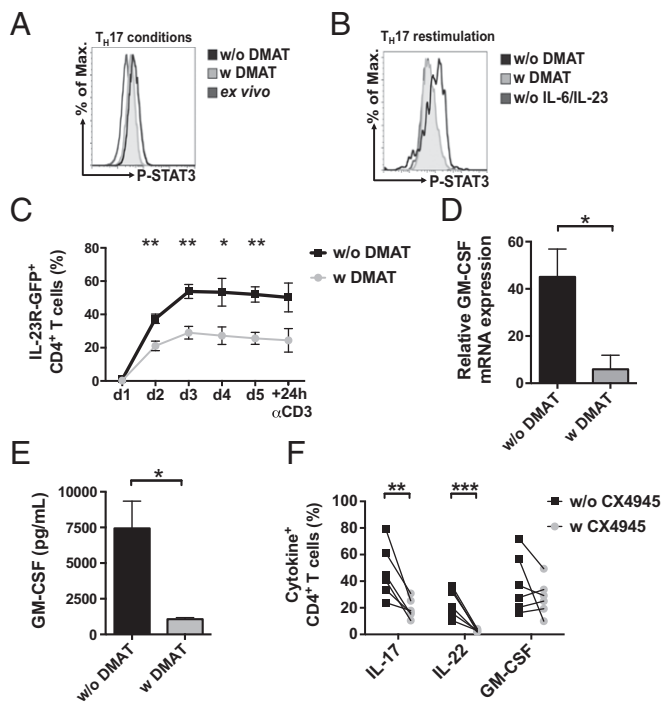 A
T_H17 conditions
% of Max.
P-STAT3
w/o DMAT
w DMAT
ex vivo
B
T_H17 restimulation
% of Max.
P-STAT3
w/o DMAT
w DMAT
w/o IL-6/IL-23
C
IL-23R-GFP+
CD4+ T cells (%)
80
60
40
20
0
** ** * **
w/o DMAT
w DMAT
d1 d2 d3 d4 d5 +24h
αCD3
D
Relative GM-CSF
mRNA expression
60
40
20
0
*
w/o DMAT
w DMAT
E
GM-CSF (pg/mL)
10000
7500
5000
2500
0
*
w/o DMAT
w DMAT
F
Cytokine+
CD4+ T cells (%)
100
80
60
40
20
0
** ***
w/o CX4945
w CX4945
IL-17
IL-22
GM-CSF